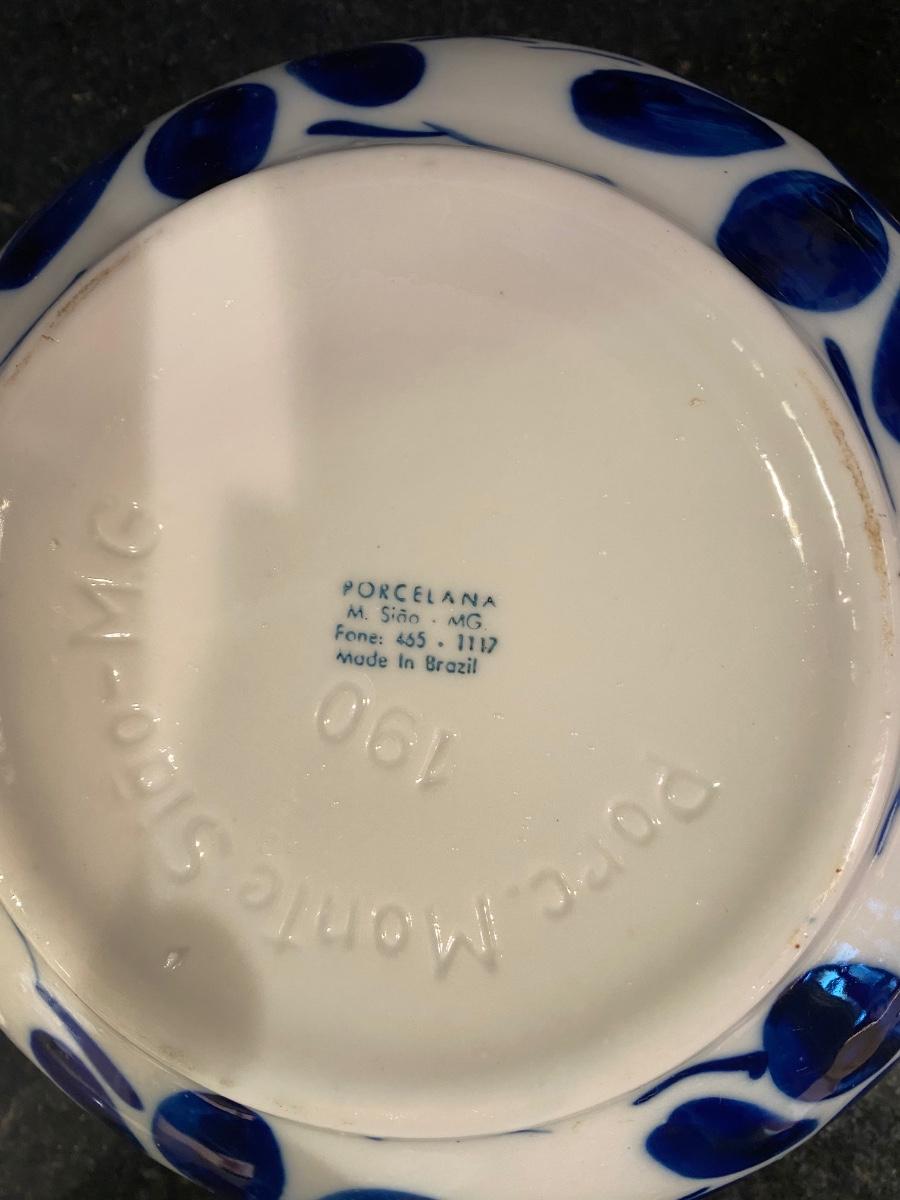 PORCELANA
M. Sião - MG.
Fone: 465 - 1117
Made In Brazil
190
Porc. Monte Sião - MG